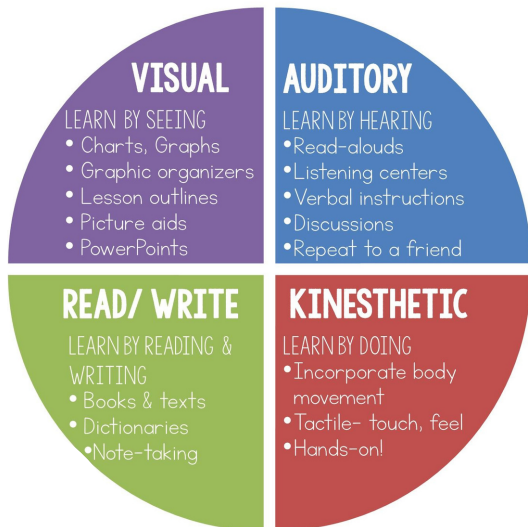 VISUAL
LEARN BY SEEING
• Charts, Graphs
• Graphic organizers
• Lesson outlines
• Picture aids
• PowerPoints
AUDITORY
LEARN BY HEARING
• Read-alouds
• Listening centers
• Verbal instructions
• Discussions
• Repeat to a friend
READ/ WRITE
LEARN BY READING &
WRITING
• Books & texts
• Dictionaries
• Note-taking
KINESTHETIC
LEARN BY DOING
• Incorporate body
movement
• Tactile- touch, feel
• Hands-on!